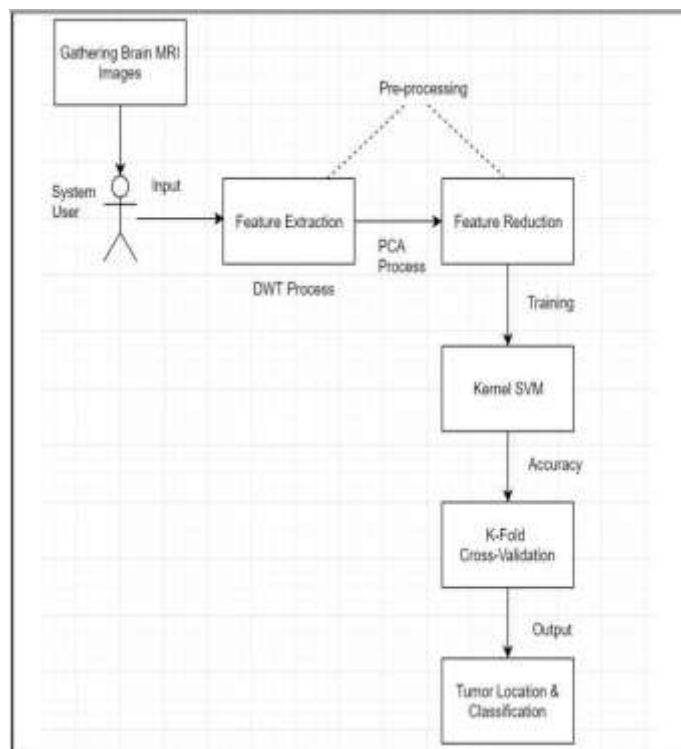 Gathering Brain MRI
Images
Pre-processing
System
User
Input
Feature Extraction
PCA
Process
Feature Reduction
DWT Process
Training
Kernel SVM
Accuracy
K-Fold
Cross-Validation
Output
Tumor Location &
Classification